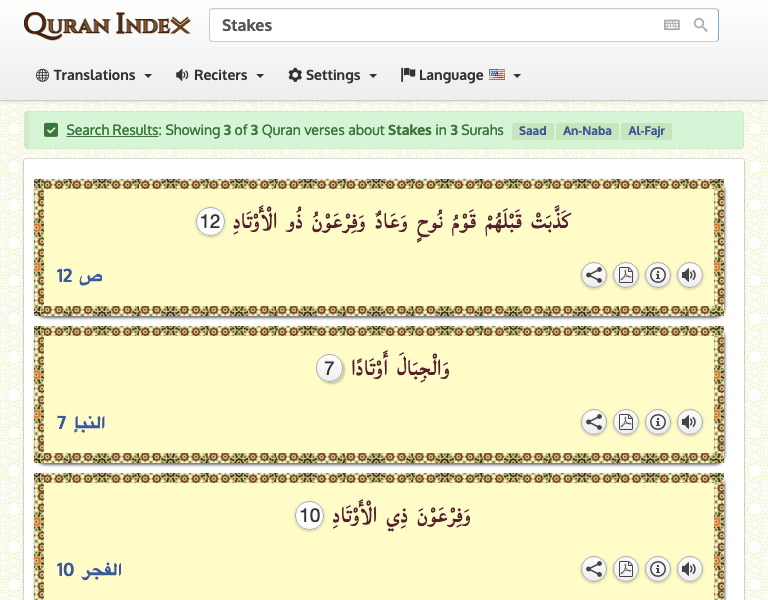 QURAN INDEX
Stakes
Translations Reciters Settings Language
Search Results: Showing 3 of 3 Quran verses about Stakes in 3 Surahs Saad An-Naba Al-Fajr
كَذَّبَتْ قَبْلَهُمْ قَوْمُ نُوحٍ وَعَادٌ وَفِرْعَوْنُ ذُو الْأَوْتَادِ 12
ص 12
وَالْجِبَالَ أَوْتَادًا 7
النبإ 7
وَفِرْعَوْنَ ذِي الْأَوْتَادِ 10
الفجر 10